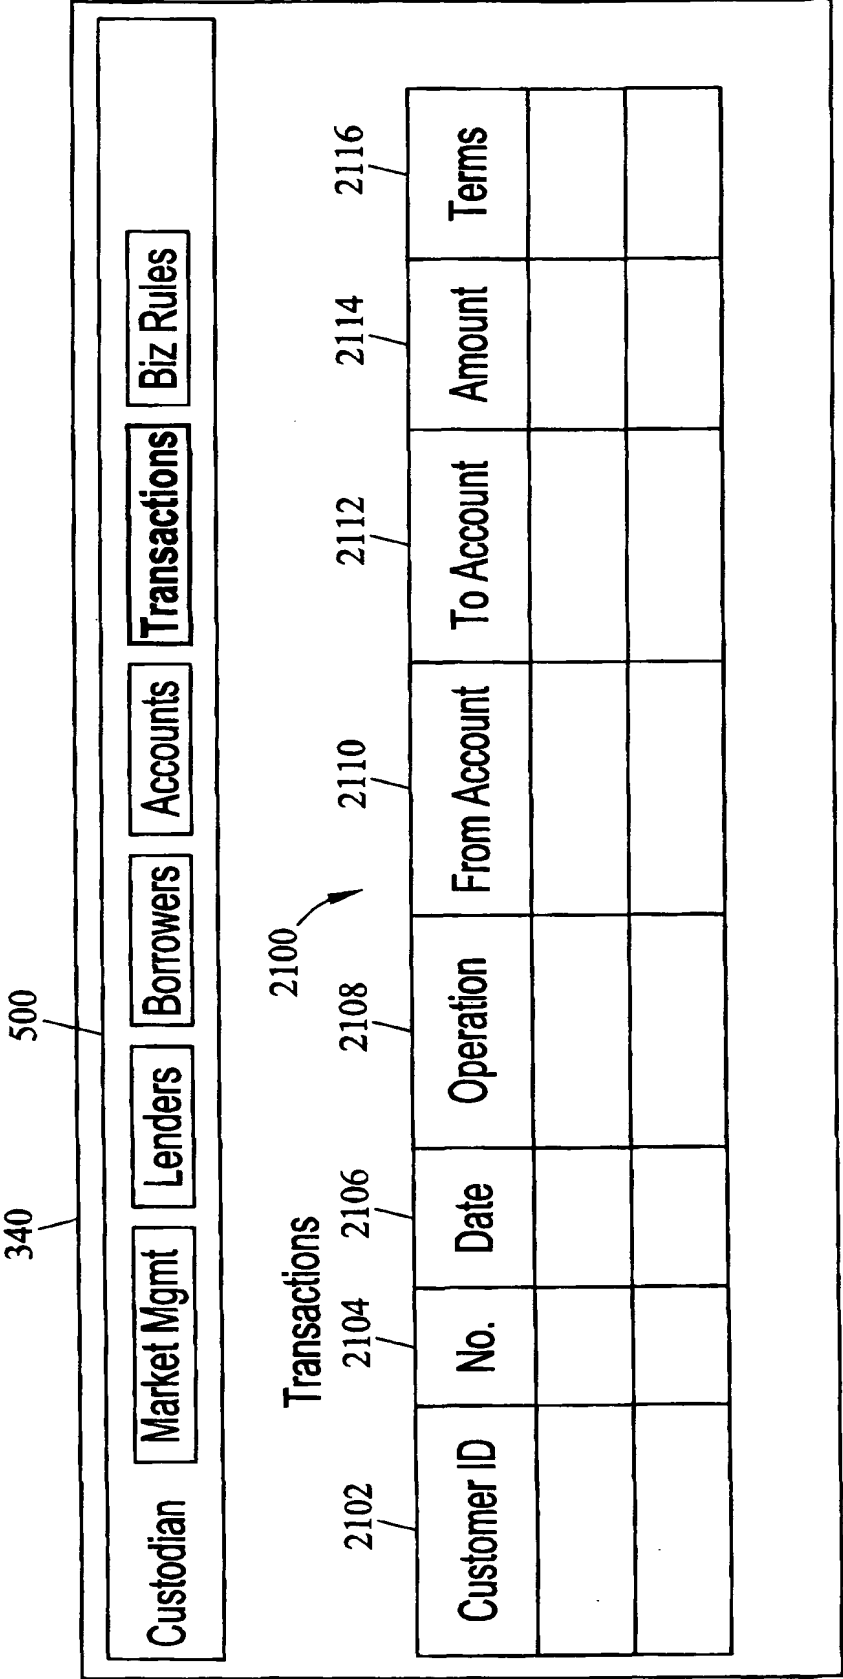 340 500
Custodian Market Mgmt Lenders Borrowers Accounts Transactions Biz Rules
Transactions 2100
2102 2104 2106 2108 2110 2112 2114 2116
Customer ID No. Date Operation From Account To Account Amount Terms